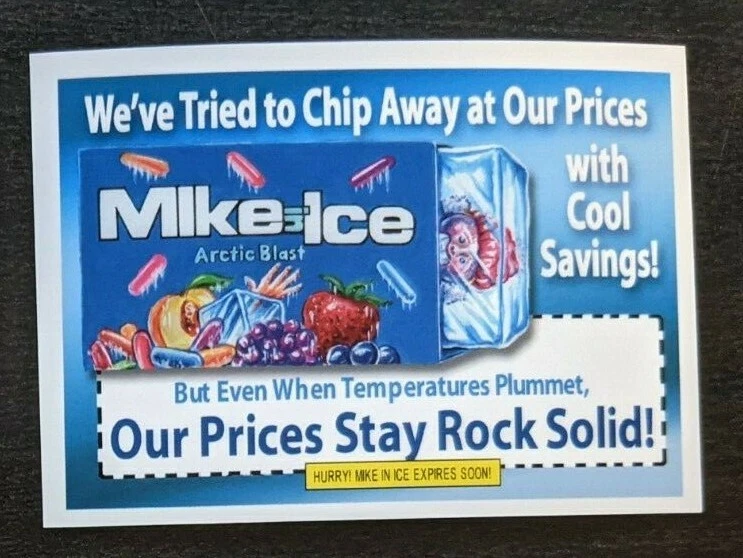 We've Tried to Chip Away at Our Prices
with
Cool
Savings!
MIke in Ice
Arctic Blast
But Even When Temperatures Plummet,
Our Prices Stay Rock Solid!
HURRY! MIKE IN ICE EXPIRES SOON!